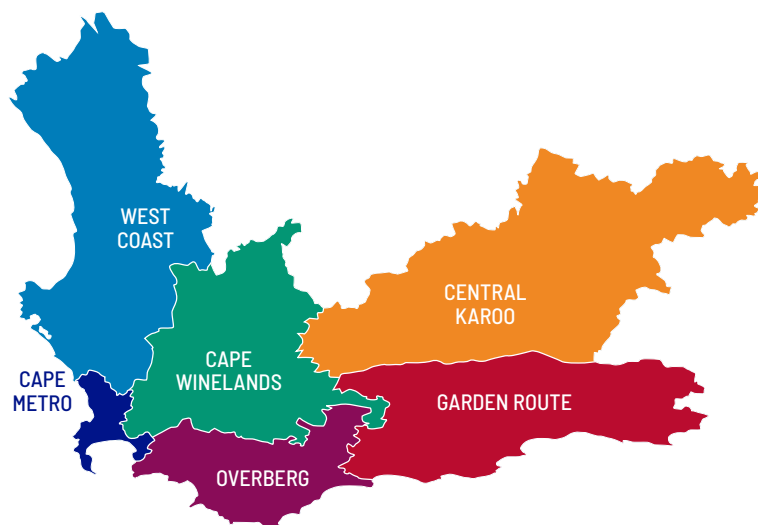 WEST
COAST
CENTRAL
KAROO
CAPE
WINELANDS
CAPE
METRO
GARDEN ROUTE
OVERBERG